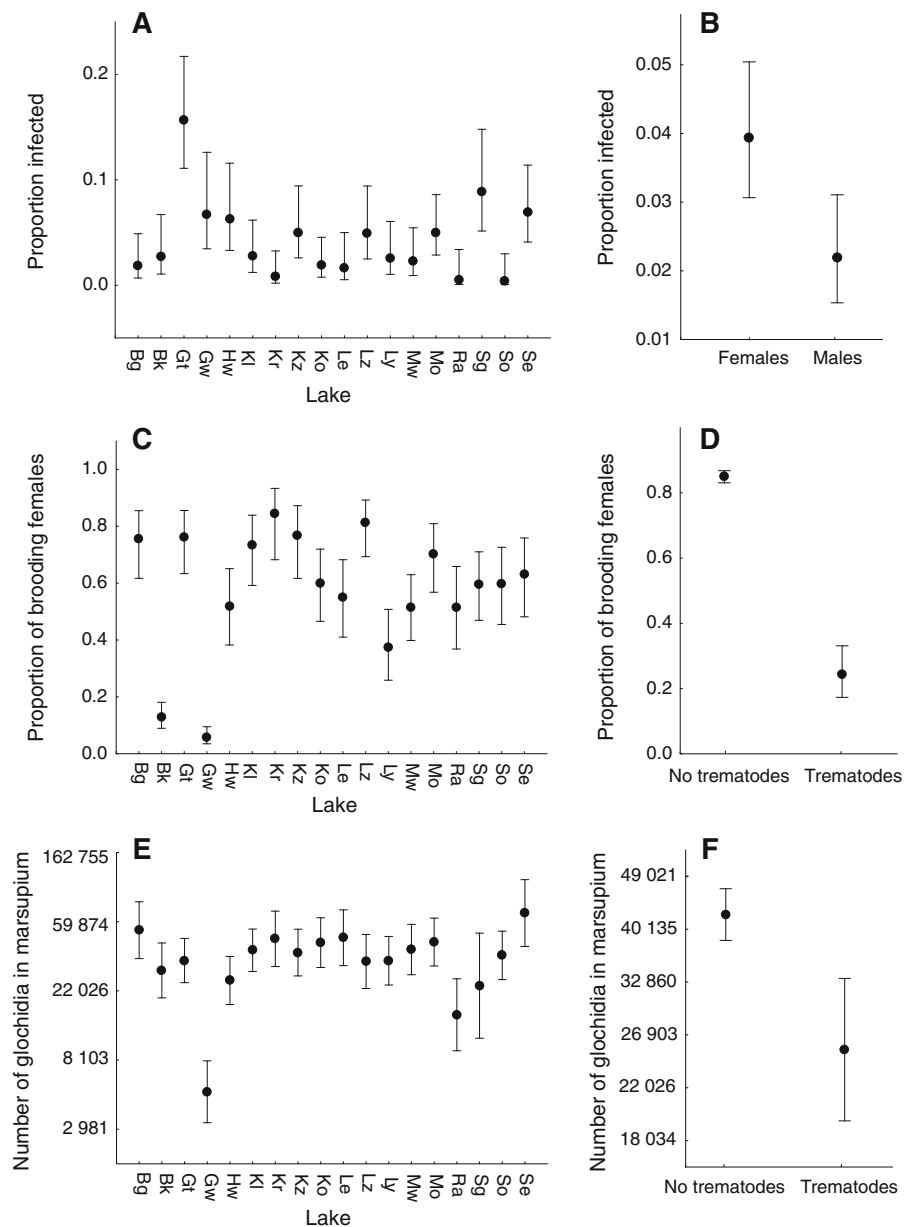 A
Proportion infected
0.2
0.1
0.0
Bg Bk Gt Gw Hw Kl Kr Kz Ko Le Lz Ly Mw Mo Ra Sg So Se
Lake
B
Proportion infected
0.05
0.04
0.03
0.02
0.01
Females Males
C
Proportion of brooding females
1.0
0.8
0.6
0.4
0.2
0.0
Bg Bk Gt Gw Hw Kl Kr Kz Ko Le Lz Ly Mw Mo Ra Sg So Se
Lake
D
Proportion of brooding females
0.8
0.6
0.4
0.2
0.0
No trematodes Trematodes
E
Number of glochidia in marsupium
162 755
59 874
22 026
8 103
2 981
Bg Bk Gt Gw Hw Kl Kr Kz Ko Le Lz Ly Mw Mo Ra Sg So Se
Lake
F
Number of glochidia in marsupium
49 021
40 135
32 860
26 903
22 026
18 034
No trematodes Trematodes